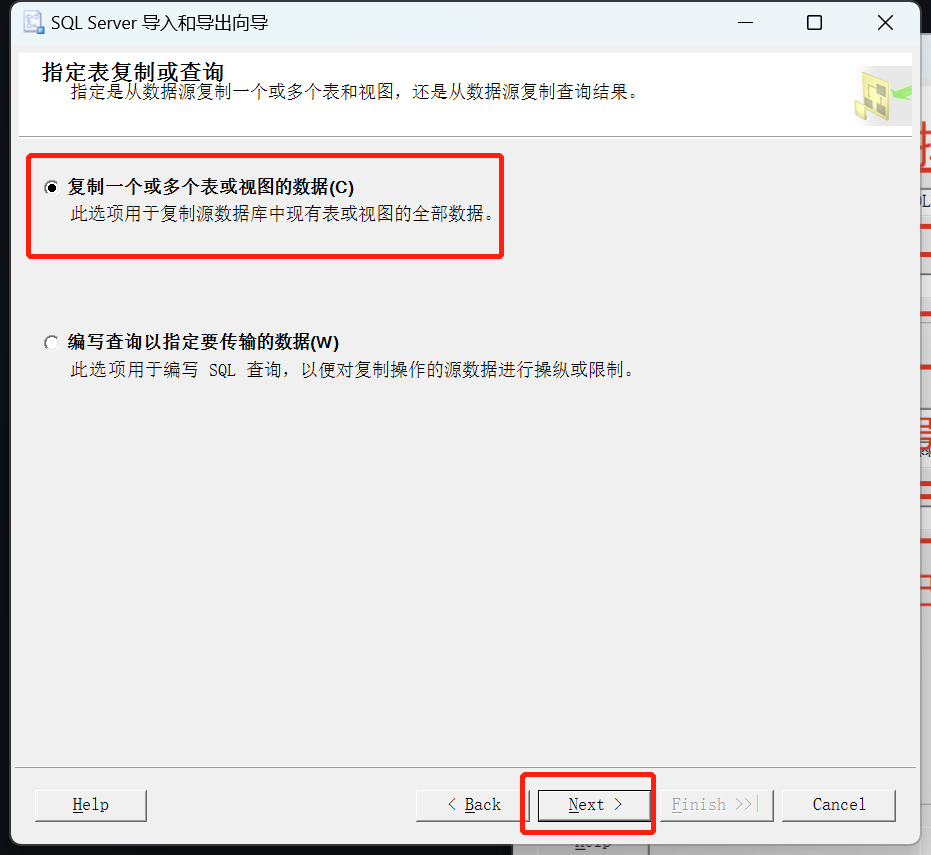 SQL Server 导入和导出向导
指定表复制或查询
指定是从数据源复制一个或多个表和视图，还是从数据源复制查询结果。
复制一个或多个表或视图的数据(C)
此选项用于复制源数据库中现有表或视图的全部数据。
编写查询以指定要传输的数据(W)
此选项用于编写 SQL 查询，以便对复制操作的源数据进行操纵或限制。
Help
< Back
Next >
Finish >>|
Cancel
Help